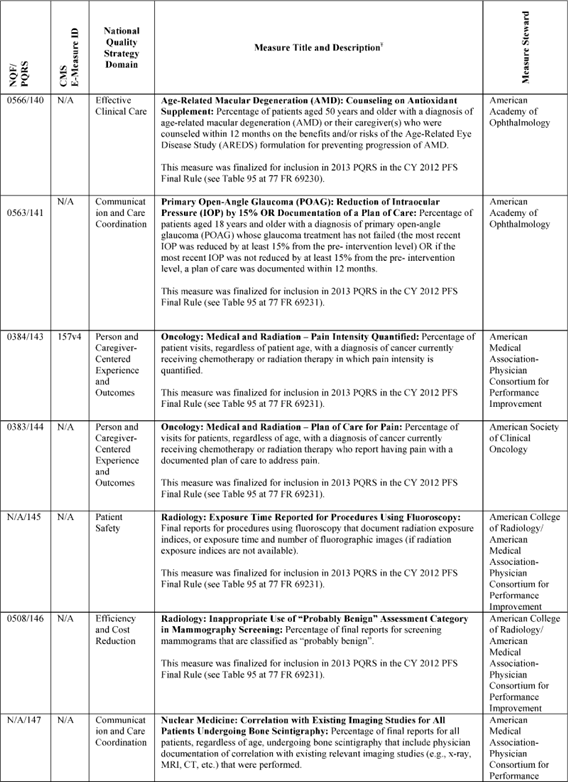 NQF/
PQRS
CMS
E-Measure ID
National
Quality
Strategy
Domain
Measure Title and Description¥
Measure Steward
0566/140
N/A
Effective
Clinical Care
Age-Related Macular Degeneration (AMD): Counseling on Antioxidant
Supplement: Percentage of patients aged 50 years and older with a diagnosis of
age-related macular degeneration (AMD) or their caregiver(s) who were
counseled within 12 months on the benefits and/or risks of the Age-Related Eye
Disease Study (AREDS) formulation for preventing progression of AMD.
This measure was finalized for inclusion in 2013 PQRS in the CY 2012 PFS
Final Rule (see Table 95 at 77 FR 69230).
American
Academy of
Ophthalmology
0563/141
N/A
Communicat
ion and Care
Coordination
Primary Open-Angle Glaucoma (POAG): Reduction of Intraocular
Pressure (IOP) by 15% OR Documentation of a Plan of Care: Percentage of
patients aged 18 years and older with a diagnosis of primary open-angle
glaucoma (POAG) whose glaucoma treatment has not failed (the most recent
IOP was reduced by at least 15% from the pre- intervention level) OR if the
most recent IOP was not reduced by at least 15% from the pre- intervention
level, a plan of care was documented within 12 months.
This measure was finalized for inclusion in 2013 PQRS in the CY 2012 PFS
Final Rule (see Table 95 at 77 FR 69231).
American
Academy of
Ophthalmology
0384/143
157v4
Person and
Caregiver-
Centered
Experience
and
Outcomes
Oncology: Medical and Radiation – Pain Intensity Quantified: Percentage of
patient visits, regardless of patient age, with a diagnosis of cancer currently
receiving chemotherapy or radiation therapy in which pain intensity is
quantified.
This measure was finalized for inclusion in 2013 PQRS in the CY 2012 PFS
Final Rule (see Table 95 at 77 FR 69231).
American
Medical
Association-
Physician
Consortium for
Performance
Improvement
0383/144
N/A
Person and
Caregiver-
Centered
Experience
and
Outcomes
Oncology: Medical and Radiation – Plan of Care for Pain: Percentage of
visits for patients, regardless of age, with a diagnosis of cancer currently
receiving chemotherapy or radiation therapy who report having pain with a
documented plan of care to address pain.
This measure was finalized for inclusion in 2013 PQRS in the CY 2012 PFS
Final Rule (see Table 95 at 77 FR 69231).
American Society
of Clinical
Oncology
N/A/145
N/A
Patient
Safety
Radiology: Exposure Time Reported for Procedures Using Fluoroscopy:
Final reports for procedures using fluoroscopy that document radiation exposure
indices, or exposure time and number of fluorographic images (if radiation
exposure indices are not available).
This measure was finalized for inclusion in 2013 PQRS in the CY 2012 PFS
Final Rule (see Table 95 at 77 FR 69231).
American College
of Radiology/
American
Medical
Association-
Physician
Consortium for
Performance
Improvement
0508/146
N/A
Efficiency
and Cost
Reduction
Radiology: Inappropriate Use of “Probably Benign” Assessment Category
in Mammography Screening: Percentage of final reports for screening
mammograms that are classified as “probably benign”.
This measure was finalized for inclusion in 2013 PQRS in the CY 2012 PFS
Final Rule (see Table 95 at 77 FR 69231).
American College
of Radiology/
American
Medical
Association-
Physician
Consortium for
Performance
Improvement
N/A/147
N/A
Communicat
ion and Care
Coordination
Nuclear Medicine: Correlation with Existing Imaging Studies for All
Patients Undergoing Bone Scintigraphy: Percentage of final reports for all
patients, regardless of age, undergoing bone scintigraphy that include physician
documentation of correlation with existing relevant imaging studies (e.g., x-ray,
MRI, CT, etc.) that were performed.
American
Medical
Association-
Physician
Consortium for
Performance